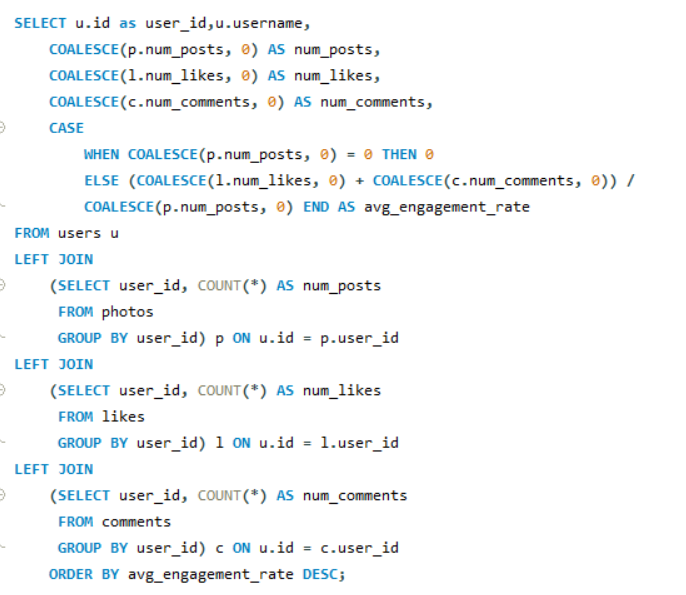 SELECT u.id as user_id,u.username,
COALESCE(p.num_posts, 0) AS num_posts,
COALESCE(l.num_likes, 0) AS num_likes,
COALESCE(c.num_comments, 0) AS num_comments,
CASE
WHEN COALESCE(p.num_posts, 0) = 0 THEN 0
ELSE (COALESCE(l.num_likes, 0) + COALESCE(c.num_comments, 0)) /
COALESCE(p.num_posts, 0) END AS avg_engagement_rate
FROM users u
LEFT JOIN
(SELECT user_id, COUNT(*) AS num_posts
FROM photos
GROUP BY user_id) p ON u.id = p.user_id
LEFT JOIN
(SELECT user_id, COUNT(*) AS num_likes
FROM likes
GROUP BY user_id) l ON u.id = l.user_id
LEFT JOIN
(SELECT user_id, COUNT(*) AS num_comments
FROM comments
GROUP BY user_id) c ON u.id = c.user_id
ORDER BY avg_engagement_rate DESC;